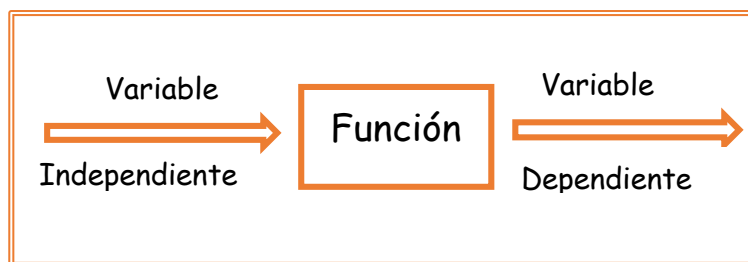 Variable
Independiente
Función
Variable
Dependiente